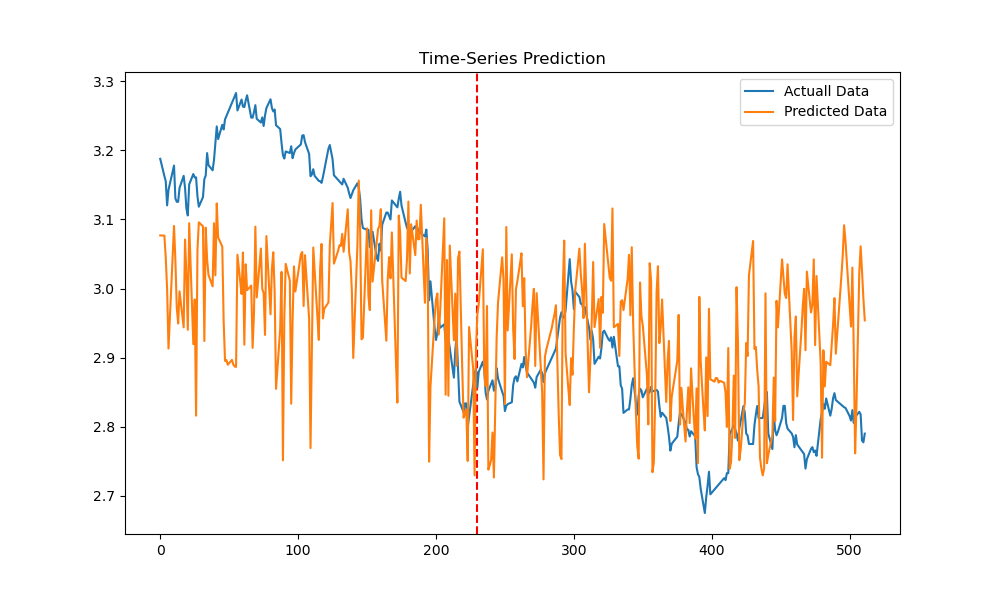 Time-Series Prediction
Actuall Data
Predicted Data
3.3
3.2
3.1
3.0
2.9
2.8
2.7
0 100 200 300 400 500